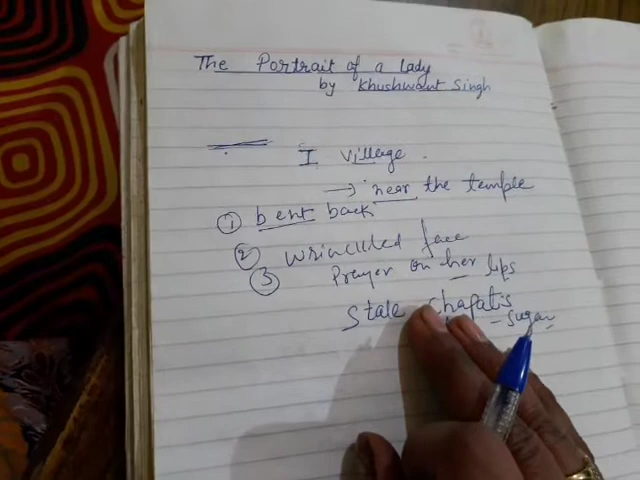 The Portrait of a Lady
by Khushwant Singh
I village.
→ near the temple
① bent back
② wrinckled face
③ Prayer on her lips
Stale chapatis
- sugar